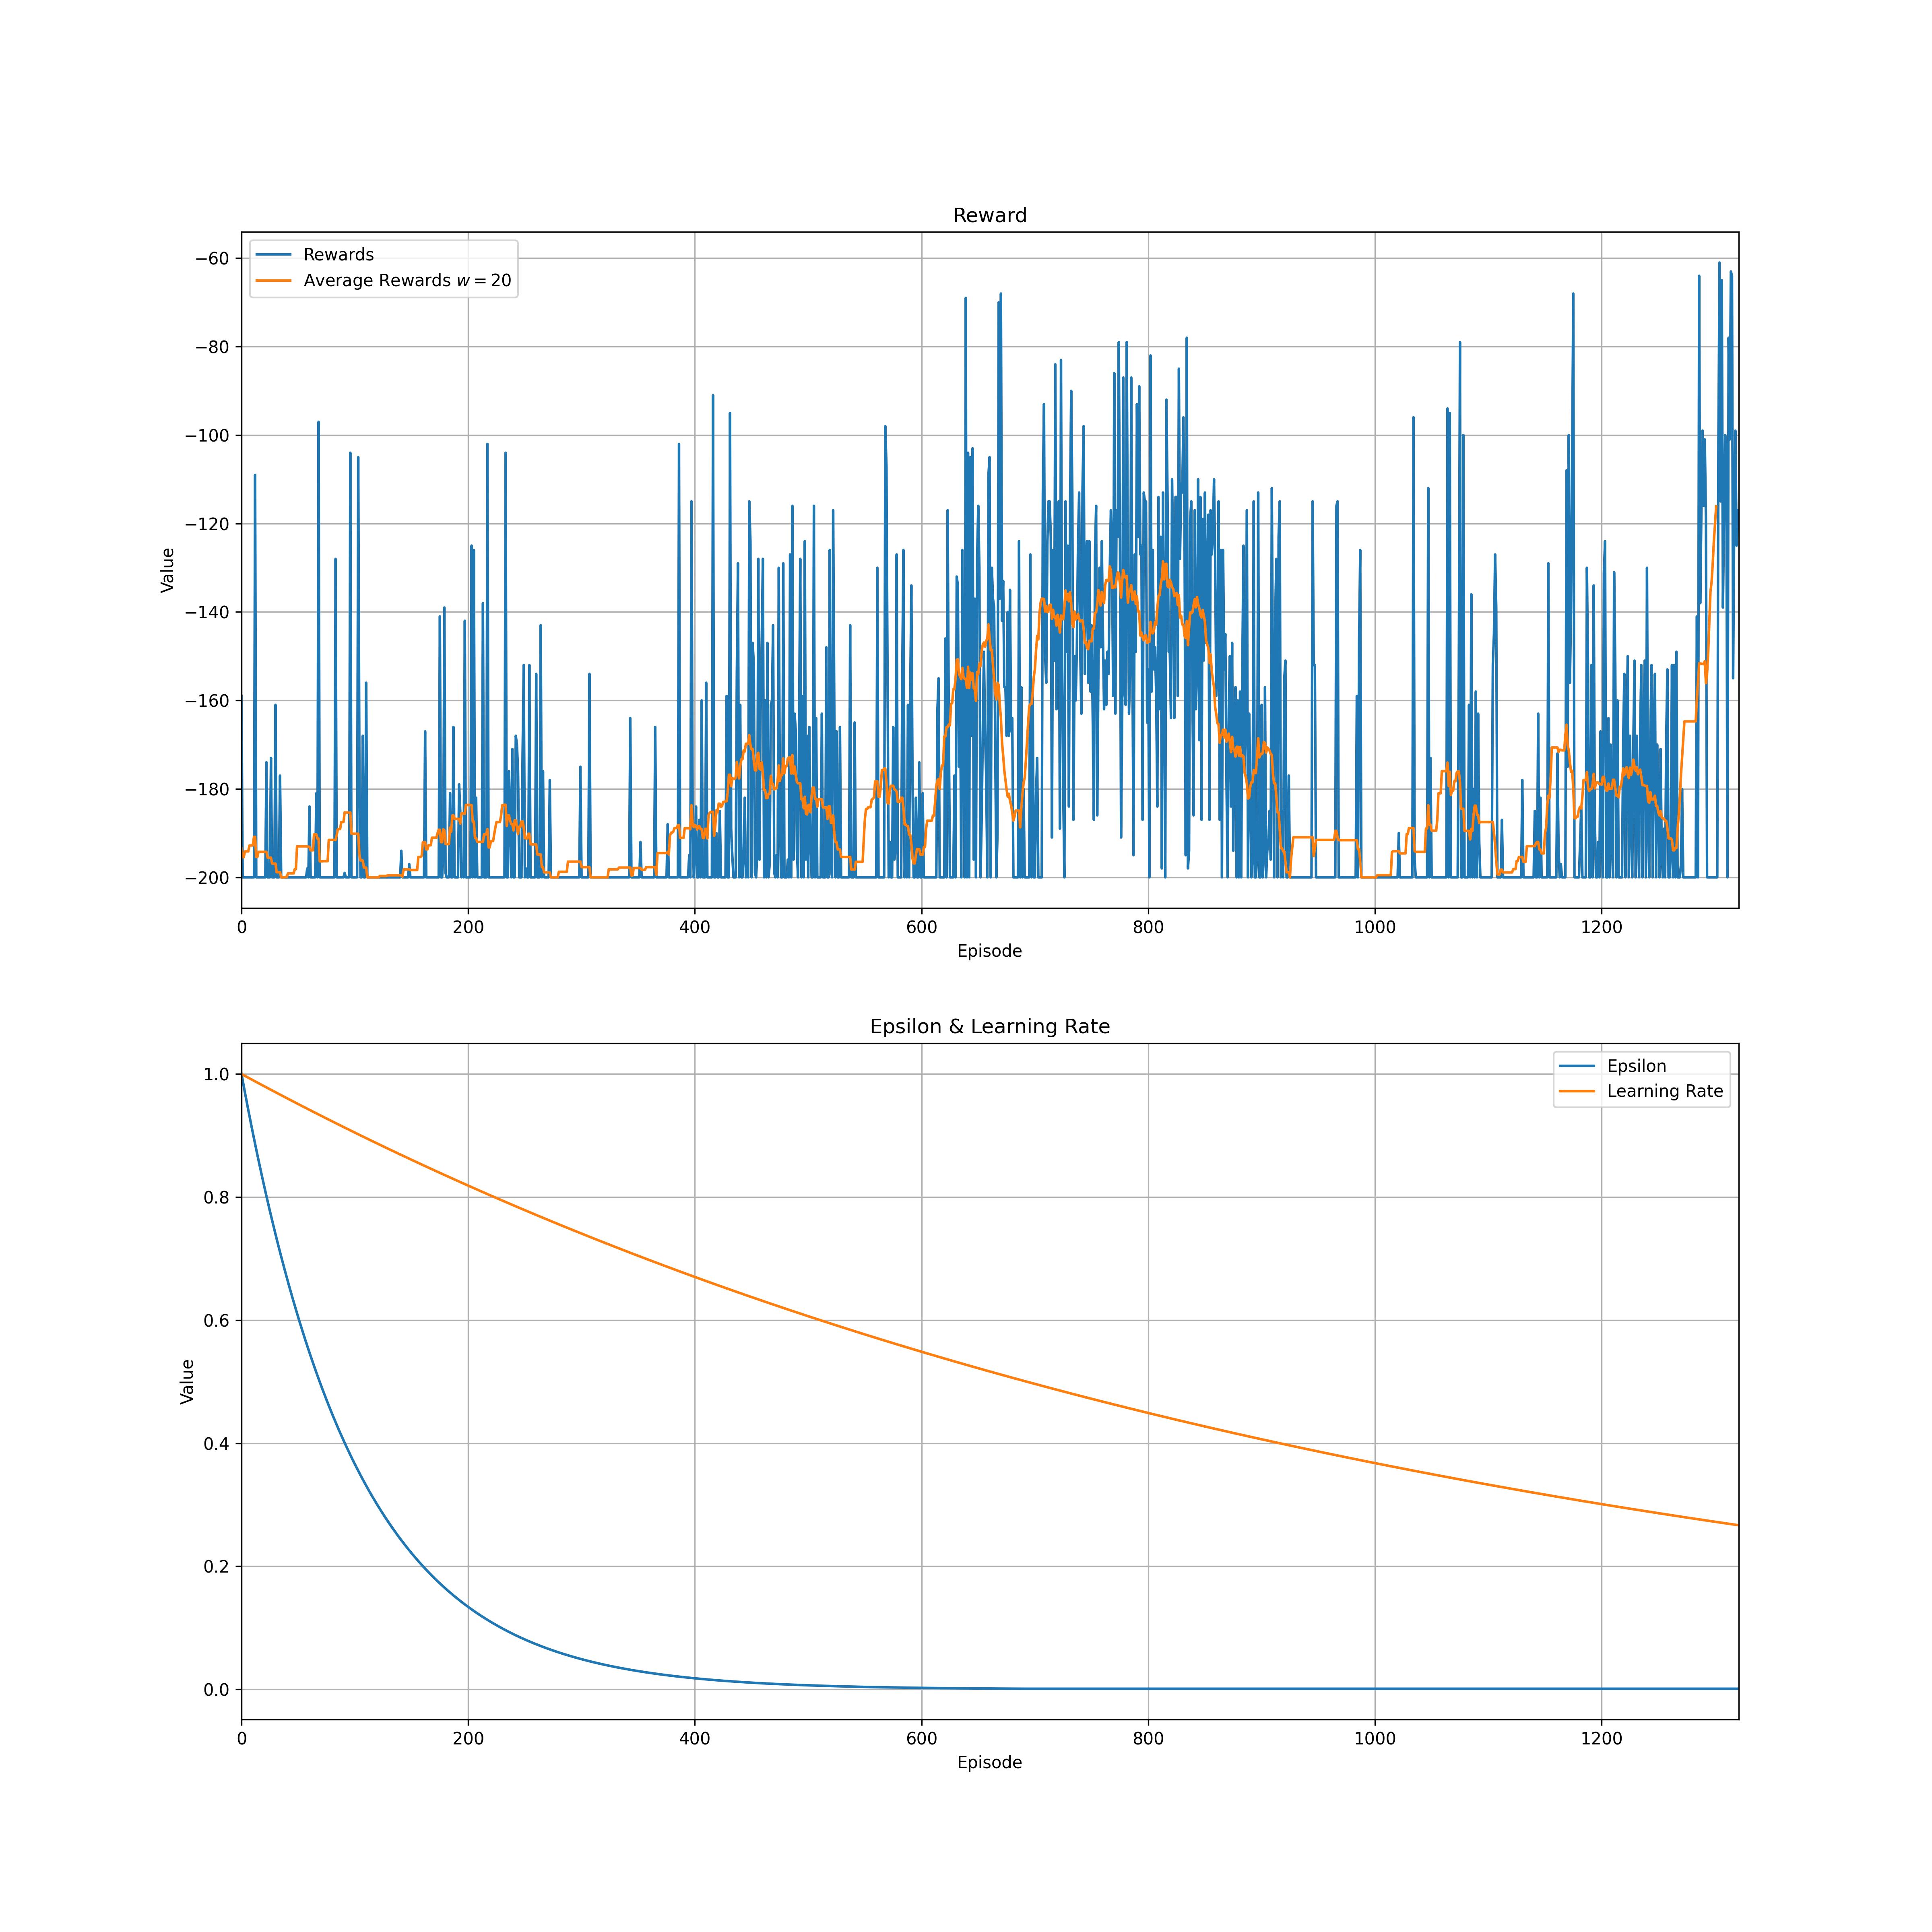 Reward
Rewards
Average Rewards w = 20
−60
−80
−100
−120
−140
−160
−180
−200
Value
0 200 400 600 800 1000 1200
Episode
Epsilon & Learning Rate
Epsilon
Learning Rate
1.0
0.8
0.6
0.4
0.2
0.0
Value
0 200 400 600 800 1000 1200
Episode